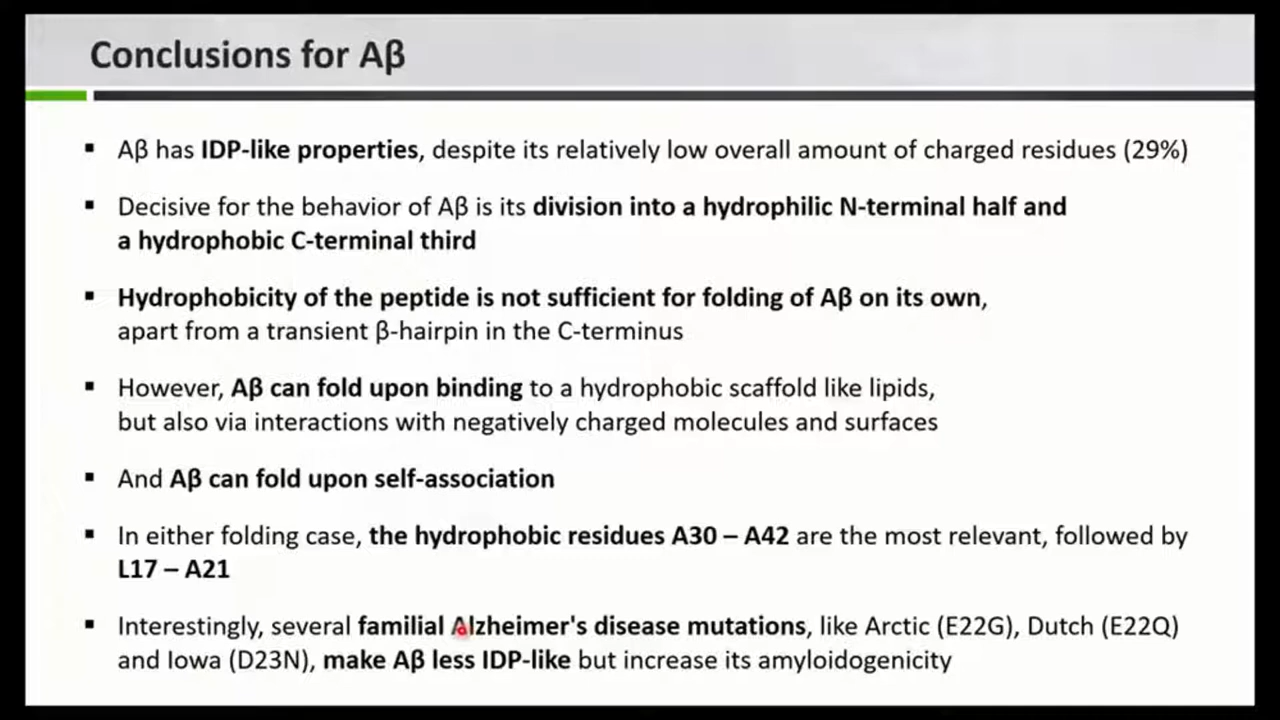 Conclusions for Aβ
▪ Aβ has IDP-like properties, despite its relatively low overall amount of charged residues (29%)
▪ Decisive for the behavior of Aβ is its division into a hydrophilic N-terminal half and
a hydrophobic C-terminal third
▪ Hydrophobicity of the peptide is not sufficient for folding of Aβ on its own,
apart from a transient β-hairpin in the C-terminus
▪ However, Aβ can fold upon binding to a hydrophobic scaffold like lipids,
but also via interactions with negatively charged molecules and surfaces
▪ And Aβ can fold upon self-association
▪ In either folding case, the hydrophobic residues A30 – A42 are the most relevant, followed by
L17 – A21
▪ Interestingly, several familial Alzheimer's disease mutations, like Arctic (E22G), Dutch (E22Q)
and Iowa (D23N), make Aβ less IDP-like but increase its amyloidogenicity